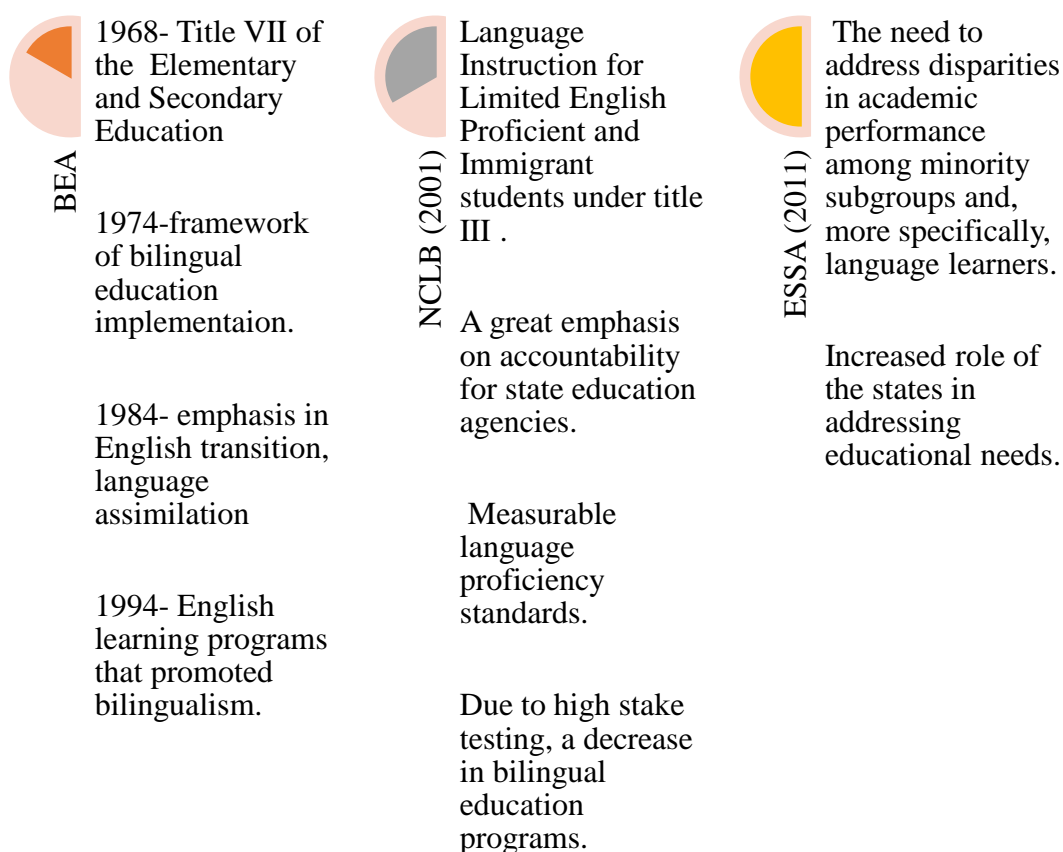 BEA
1968- Title VII of
the Elementary
and Secondary
Education
1974-framework
of bilingual
education
implementaion.
1984- emphasis in
English transition,
language
assimilation
1994- English
learning programs
that promoted
bilingualism.
NCLB (2001)
Language
Instruction for
Limited English
Proficient and
Immigrant
students under title
III .
A great emphasis
on accountability
for state education
agencies.
Measurable
language
proficiency
standards.
Due to high stake
testing, a decrease
in bilingual
education
programs.
ESSA (2011)
The need to
address disparities
in academic
performance
among minority
subgroups and,
more specifically,
language learners.
Increased role of
the states in
addressing
educational needs.